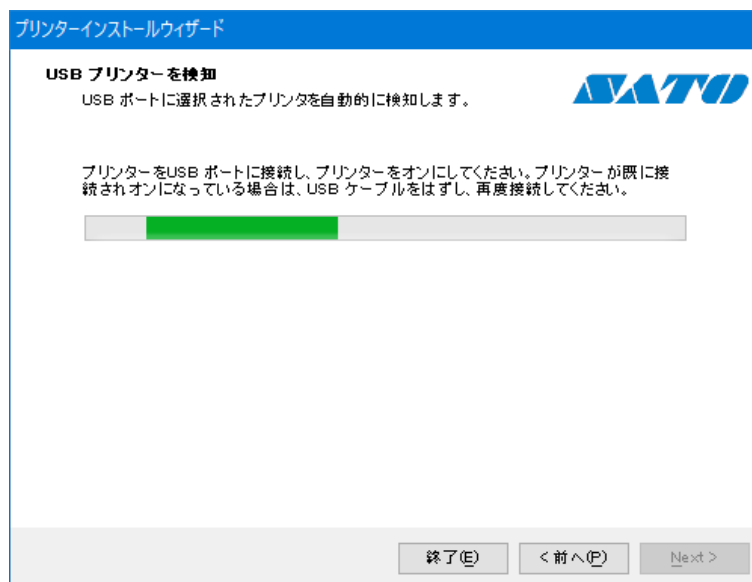 プリンターインストールウィザード
USB プリンターを検知
USB ポートに選択されたプリンタを自動的に検知します。
SATO
プリンターをUSB ポートに接続し、プリンターをオンにしてください。プリンターが既に接
続されオンになっている場合は、USB ケーブルをはずし、再度接続してください。
終了(E)
< 前へ(P)
Next >